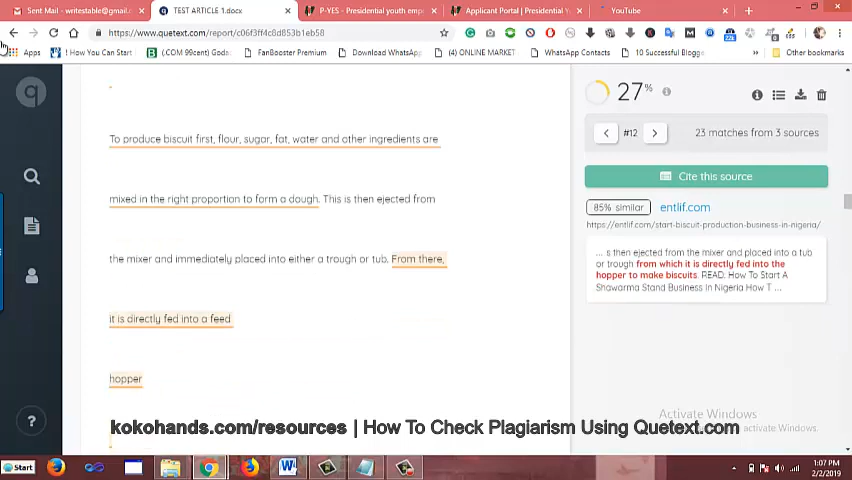 Sent Mail - writestable@gmail.c
TEST ARTICLE 1.docx
P-YES - Presidential youth emp
Applicant Portal | Presidential Y
YouTube
https://www.quetext.com/report/c06f3ff4c8d853b1eb58
Apps
How You Can Start
(.COM 99cent) Godd
FanBooster Premium
Download WhatsApp
(4) ONLINE MATTERS
WhatsApp Contacts
10 Successful Blogge
Other bookmarks
27%
#12
23 matches from 3 sources
Cite this source
85% similar
entlif.com
https://entlif.com/start-biscuit-production-business-in-nigeria/
... s then ejected from the mixer and placed into a tub
or trough from which it is directly fed into the
hopper to make biscuits. READ. How To Start A
Shawarma Stand Business In Nigeria How T ...
To produce biscuit first, flour, sugar, fat, water and other ingredients are
mixed in the right proportion to form a dough. This is then ejected from
the mixer and immediately placed into either a trough or tub. From there,
it is directly fed into a feed
hopper
Activate Windows
activate Windows.
kokohands.com/resources | How To Check Plagiarism Using Quetext.com
Start
1:07 PM
2/2/2019